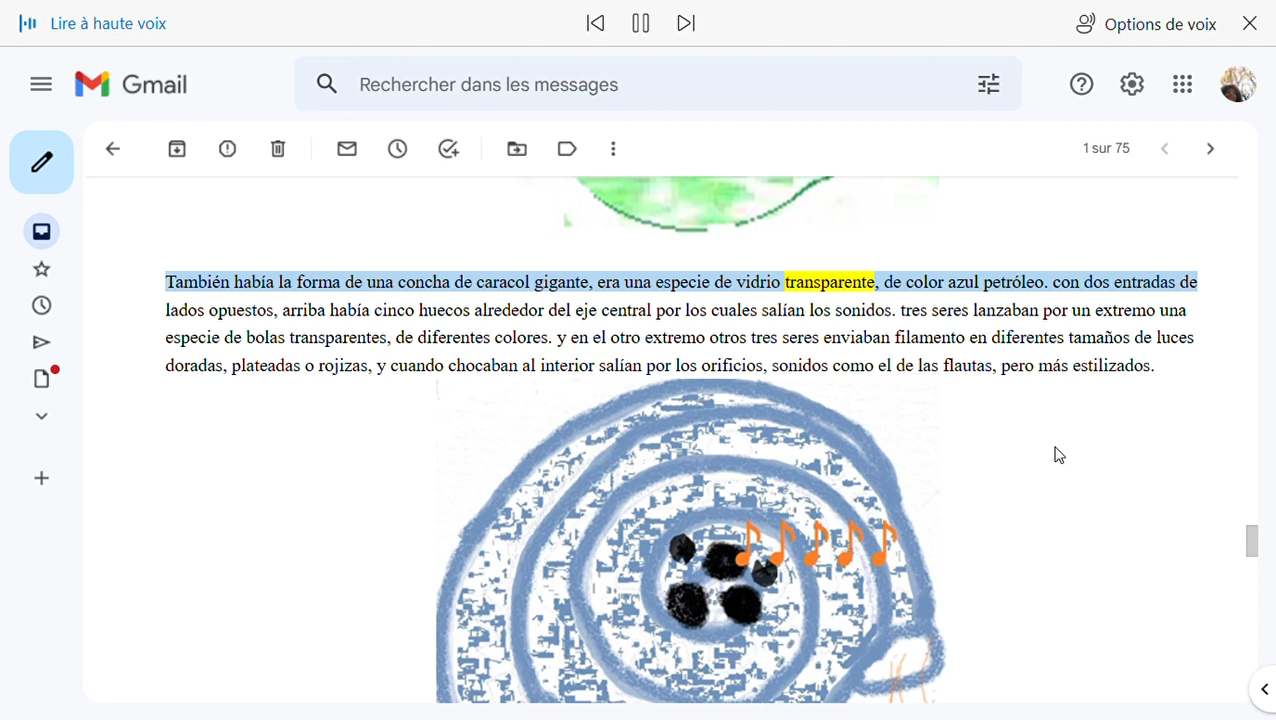 Lire à haute voix
Options de voix
Gmail
Rechercher dans les messages
1 sur 75
También había la forma de una concha de caracol gigante, era una especie de vidrio transparente, de color azul petróleo. con dos entradas de
lados opuestos, arriba había cinco huecos alrededor del eje central por los cuales salían los sonidos. tres seres lanzaban por un extremo una
especie de bolas transparentes, de diferentes colores. y en el otro extremo otros tres seres enviaban filamento en diferentes tamaños de luces
doradas, plateadas o rojizas, y cuando chocaban al interior salían por los orificios, sonidos como el de las flautas, pero más estilizados.